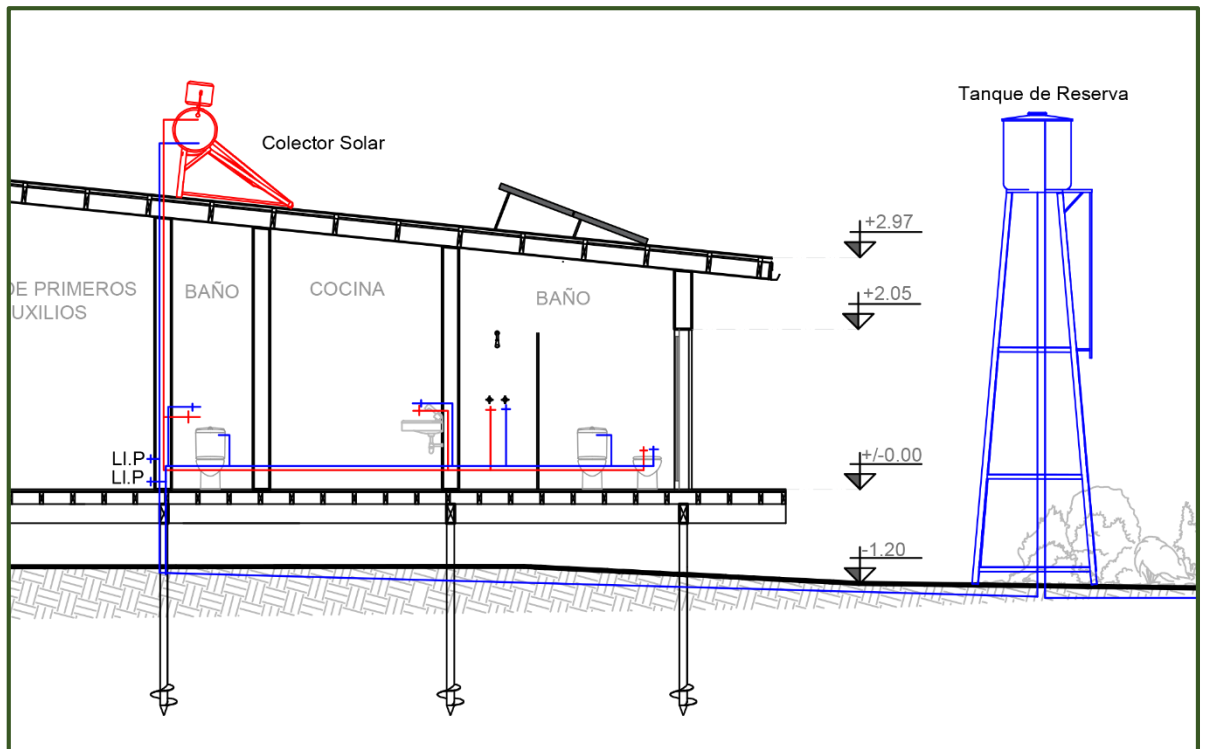 Tanque de Reserva
Colector Solar
+2.97
DE PRIMEROS
UXILIOS
BAÑO
COCINA
BAÑO
+2.05
LI.P
LI.P
+/-0.00
-1.20